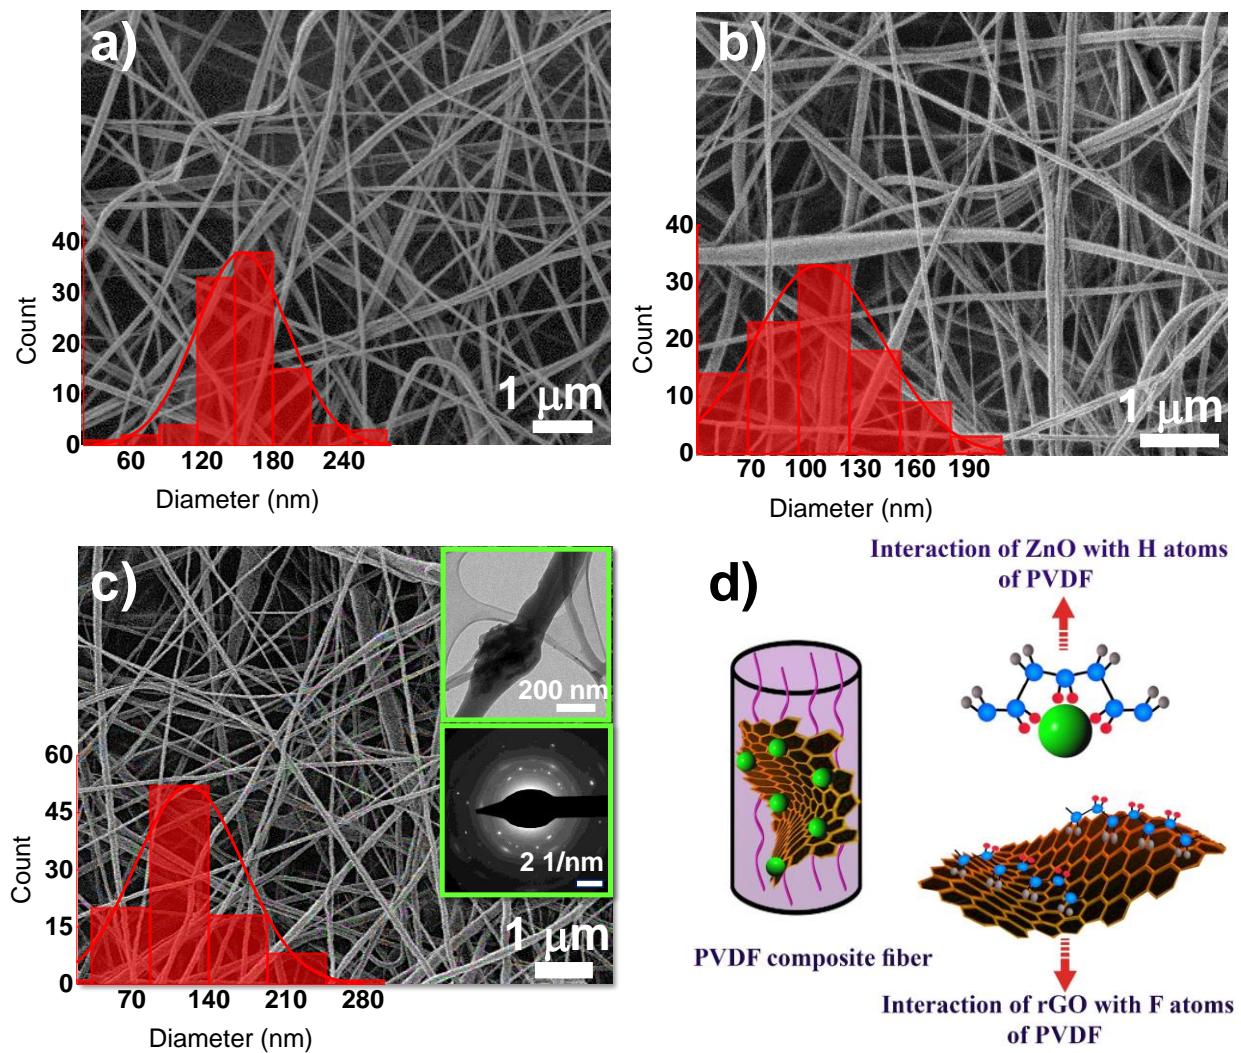 a)
40
30
20
10
0
Count
60 120 180 240
Diameter (nm)
1 μm
b)
40
30
20
10
0
Count
70 100 130 160 190
Diameter (nm)
1 μm
c)
200 nm
2 1/nm
60
45
30
15
0
Count
70 140 210 280
Diameter (nm)
1 μm
d)
Interaction of ZnO with H atoms
of PVDF
PVDF composite fiber
Interaction of rGO with F atoms
of PVDF